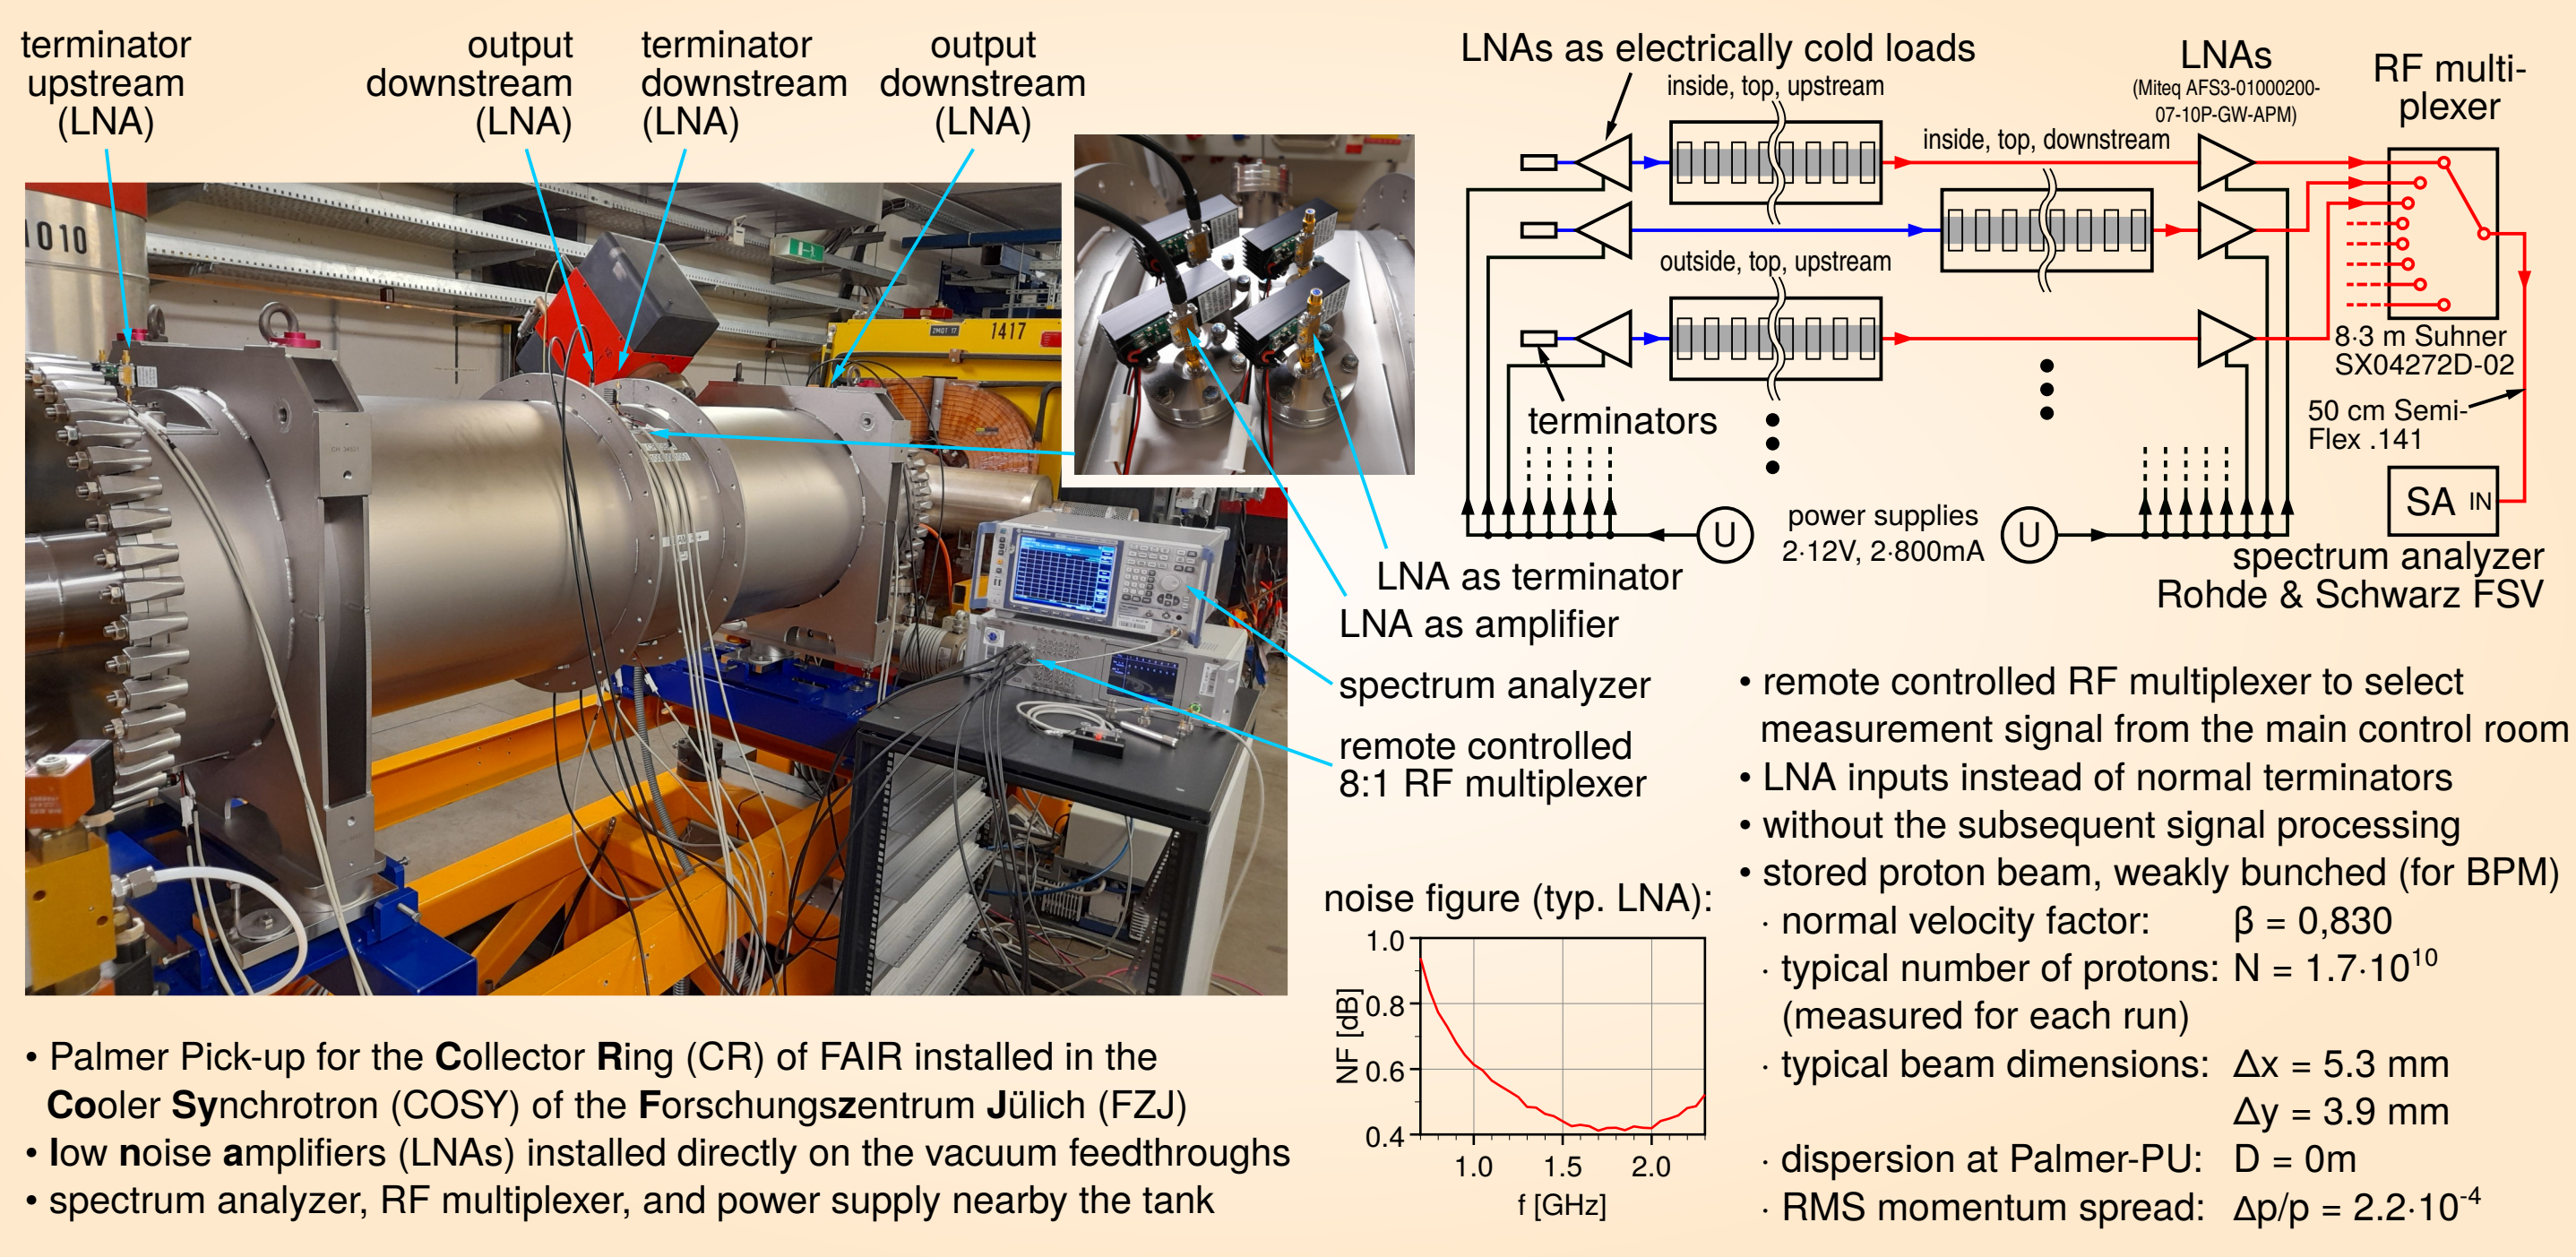 terminator
upstream
(LNA)
output
downstream
(LNA)
terminator
downstream
(LNA)
output
downstream
(LNA)
1010
1417
ZMOT 17
LNA as terminator
LNA as amplifier
spectrum analyzer
remote controlled
8:1 RF multiplexer
LNAs as electrically cold loads
inside, top, upstream
LNAs
(Miteq AFS3-01000200-
07-10P-GW-APM)
RF multi-
plexer
inside, top, downstream
outside, top, upstream
terminators
8·3 m Suhner
SX04272D-02
50 cm Semi-
Flex .141
SA IN
U
power supplies
2·12V, 2·800mA
U
spectrum analyzer
Rohde & Schwarz FSV
• Palmer Pick-up for the Collector Ring (CR) of FAIR installed in the
Cooler Synchrotron (COSY) of the Forschungszentrum Jülich (FZJ)
• low noise amplifiers (LNAs) installed directly on the vacuum feedthroughs
• spectrum analyzer, RF multiplexer, and power supply nearby the tank
noise figure (typ. LNA):
NF [dB]
1.0
0.8
0.6
0.4
1.0 1.5 2.0
f [GHz]
• remote controlled RF multiplexer to select
measurement signal from the main control room
• LNA inputs instead of normal terminators
• without the subsequent signal processing
• stored proton beam, weakly bunched (for BPM)
· normal velocity factor: β = 0,830
· typical number of protons: N = 1.7·10¹⁰
(measured for each run)
· typical beam dimensions: Δx = 5.3 mm
Δy = 3.9 mm
· dispersion at Palmer-PU: D = 0m
· RMS momentum spread: Δp/p = 2.2·10⁻⁴